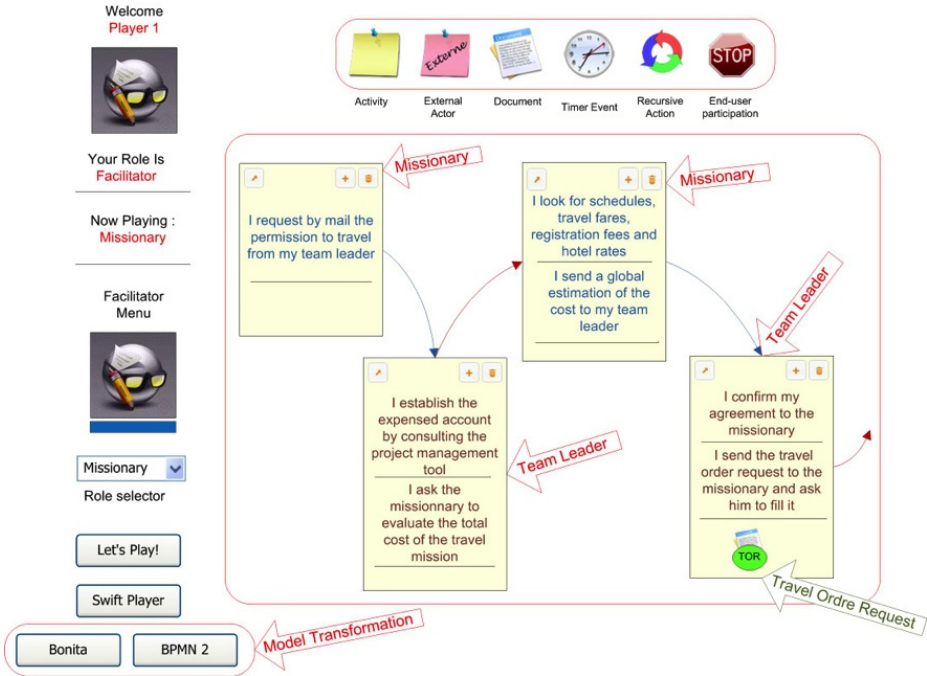 Welcome
Player 1
Your Role Is
Facilitator
Now Playing :
Missionary
Facilitator
Menu
Missionary
Role selector
Let's Play!
Swift Player
Bonita
BPMN 2
Model Transformation
Externe
STOP
Activity
External
Actor
Document
Timer Event
Recursive
Action
End-user
participation
Missionary
I request by mail the
permission to travel
from my team leader
Team Leader
I establish the
expensed account
by consulting the
project management
tool
I ask the
missionnary to
evaluate the total
cost of the travel
mission
Missionary
I look for schedules,
travel fares,
registration fees and
hotel rates
I send a global
estimation of the
cost to my team
leader
Team Leader
I confirm my
agreement to the
missionary
I send the travel
order request to the
missionary and ask
him to fill it
TOR
Travel Ordre Request